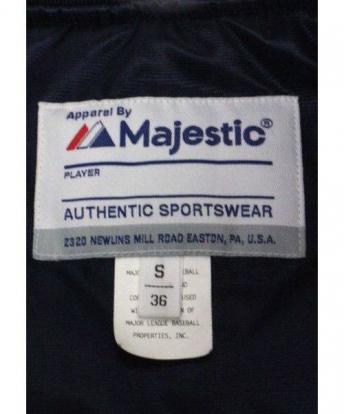 Apparel By
Majestic®
PLAYER
AUTHENTIC SPORTSWEAR
2320 NEWLINS MILL ROAD EASTON, PA, U.S.A.
S
36
MAJOR LEAGUE BASEBALL
PROPERTIES, INC.